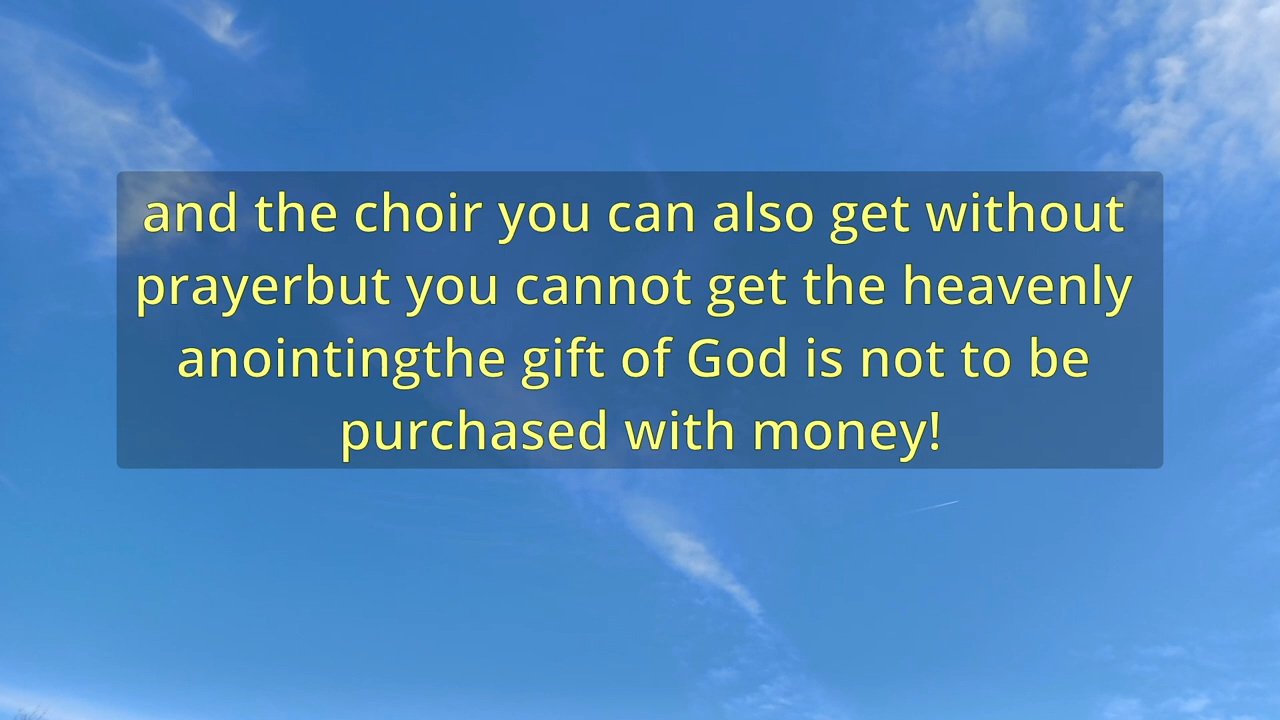 and the choir you can also get without
prayerbut you cannot get the heavenly
anointingthe gift of God is not to be
purchased with money!